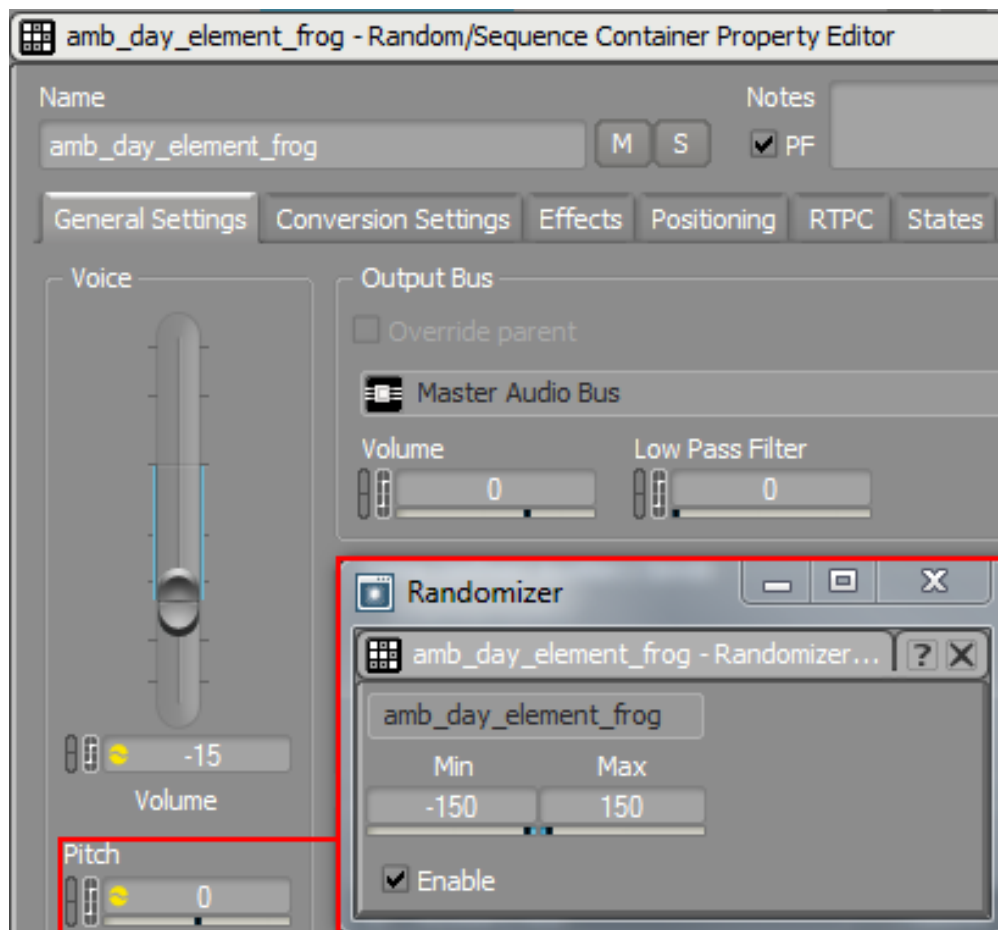 amb_day_element_frog - Random/Sequence Container Property Editor
Name
Notes
amb_day_element_frog
M
S
PF
General Settings
Conversion Settings
Effects
Positioning
RTPC
States
Voice
Output Bus
Override parent
Master Audio Bus
Volume
Low Pass Filter
0
0
Randomizer
amb_day_element_frog - Randomizer...
?
amb_day_element_frog
Min
Max
-150
150
Enable
-15
Volume
Pitch
0